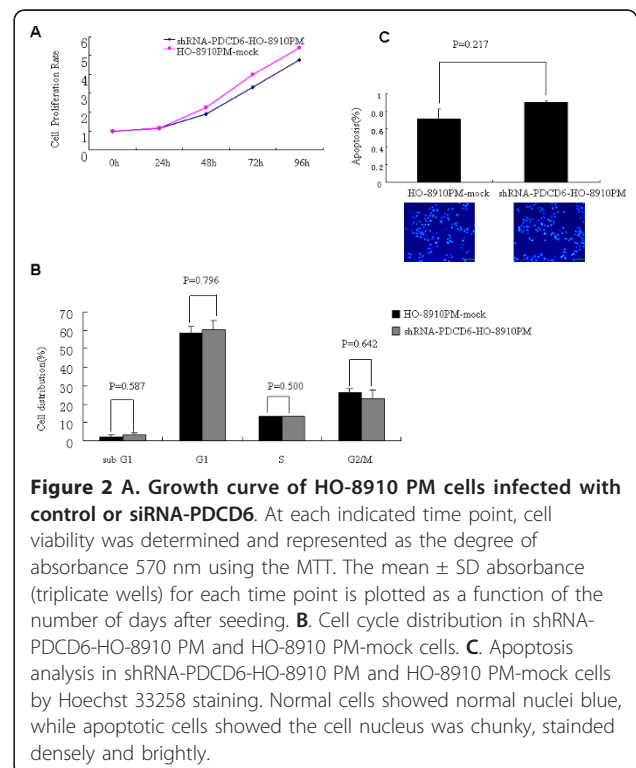 A
shRNA-PDCD6-HO-8910PM
HO-8910PM-mock
Cell Proliferation Rate
6
5
4
3
2
1
0
0h 24h 48h 72h 96h
C
P=0.217
Apoptosis(%)
1
0.8
0.6
0.4
0.2
0
HO-8910PM-mock shRNA-PDCD6-HO-8910PM
B
P=0.796
HO-8910PM-mock
shRNA-PDCD6-HO-8910PM
P=0.587
P=0.500
P=0.642
Cell distribution(%)
70
60
50
40
30
20
10
0
sub G1 G1 S G2/M
Figure 2 A. Growth curve of HO-8910 PM cells infected with
control or siRNA-PDCD6. At each indicated time point, cell
viability was determined and represented as the degree of
absorbance 570 nm using the MTT. The mean ± SD absorbance
(triplicate wells) for each time point is plotted as a function of the
number of days after seeding. B. Cell cycle distribution in shRNA-
PDCD6-HO-8910 PM and HO-8910 PM-mock cells. C. Apoptosis
analysis in shRNA-PDCD6-HO-8910 PM and HO-8910 PM-mock cells
by Hoechst 33258 staining. Normal cells showed normal nuclei blue,
while apoptotic cells showed the cell nucleus was chunky, stainded
densely and brightly.